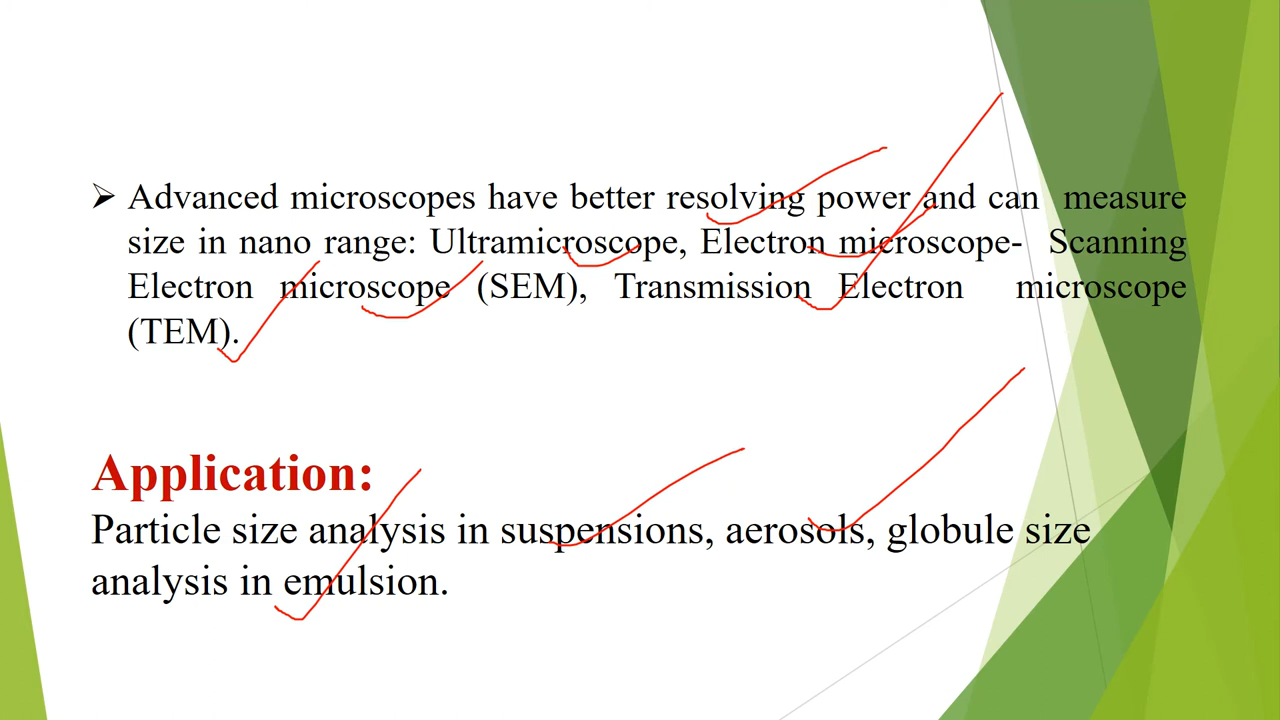 ➢ Advanced microscopes have better resolving power and can measure
size in nano range: Ultramicroscope, Electron microscope- Scanning
Electron microscope (SEM), Transmission Electron microscope
(TEM).
Application:
Particle size analysis in suspensions, aerosols, globule size
analysis in emulsion.